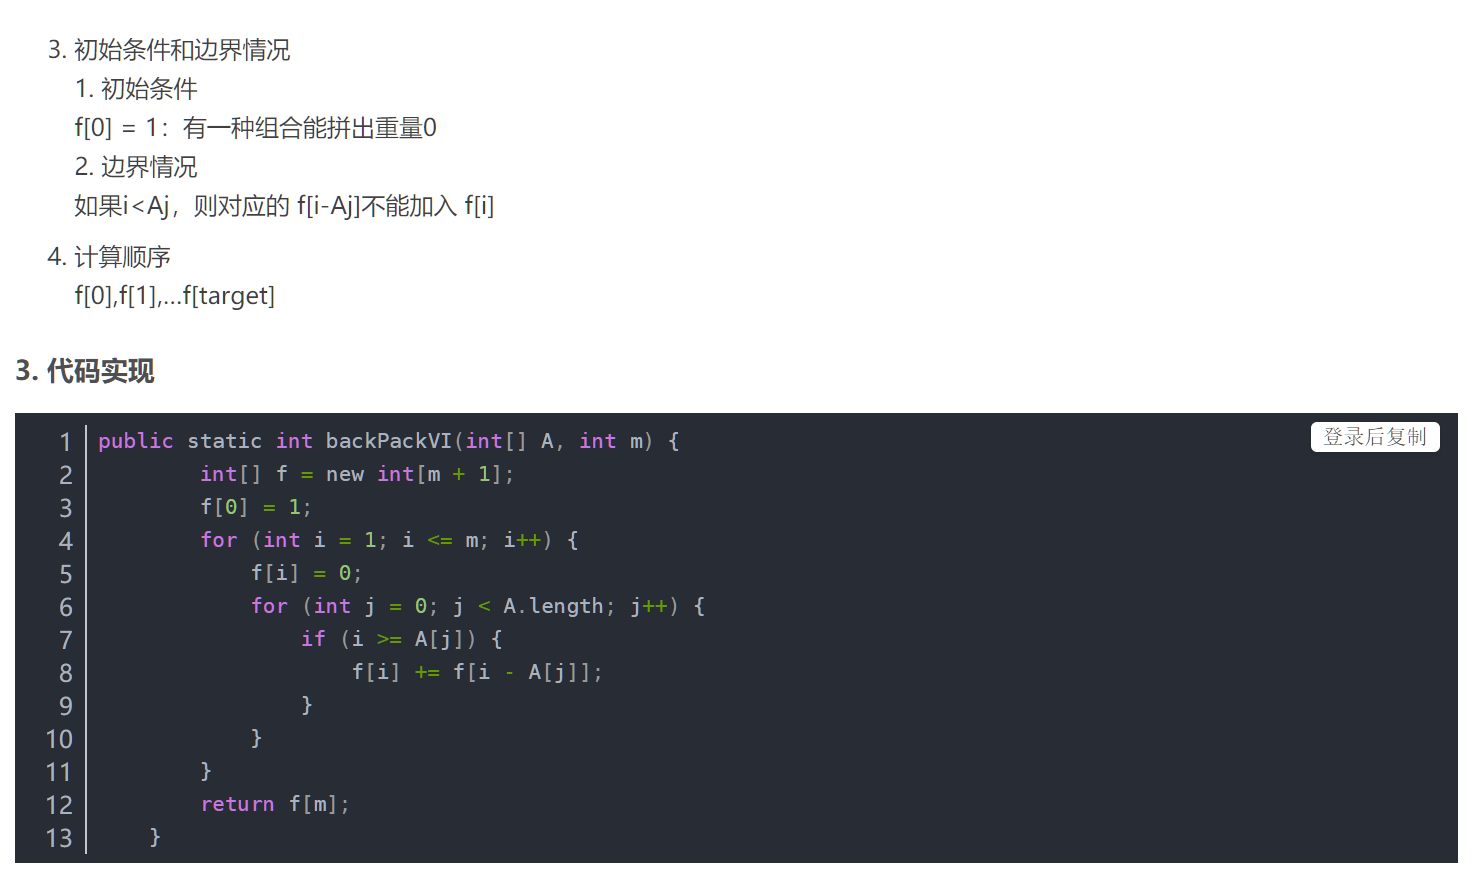 3. 初始条件和边界情况
1. 初始条件
f[0] = 1：有一种组合能拼出重量0
2. 边界情况
如果i<Aj，则对应的 f[i-Aj]不能加入 f[i]
4. 计算顺序
f[0],f[1],...f[target]
3. 代码实现
登录后复制
1 public static int backPackVI(int[] A, int m) {
2         int[] f = new int[m + 1];
3         f[0] = 1;
4         for (int i = 1; i <= m; i++) {
5             f[i] = 0;
6             for (int j = 0; j < A.length; j++) {
7                 if (i >= A[j]) {
8                     f[i] += f[i - A[j]];
9                 }
10             }
11         }
12         return f[m];
13     }